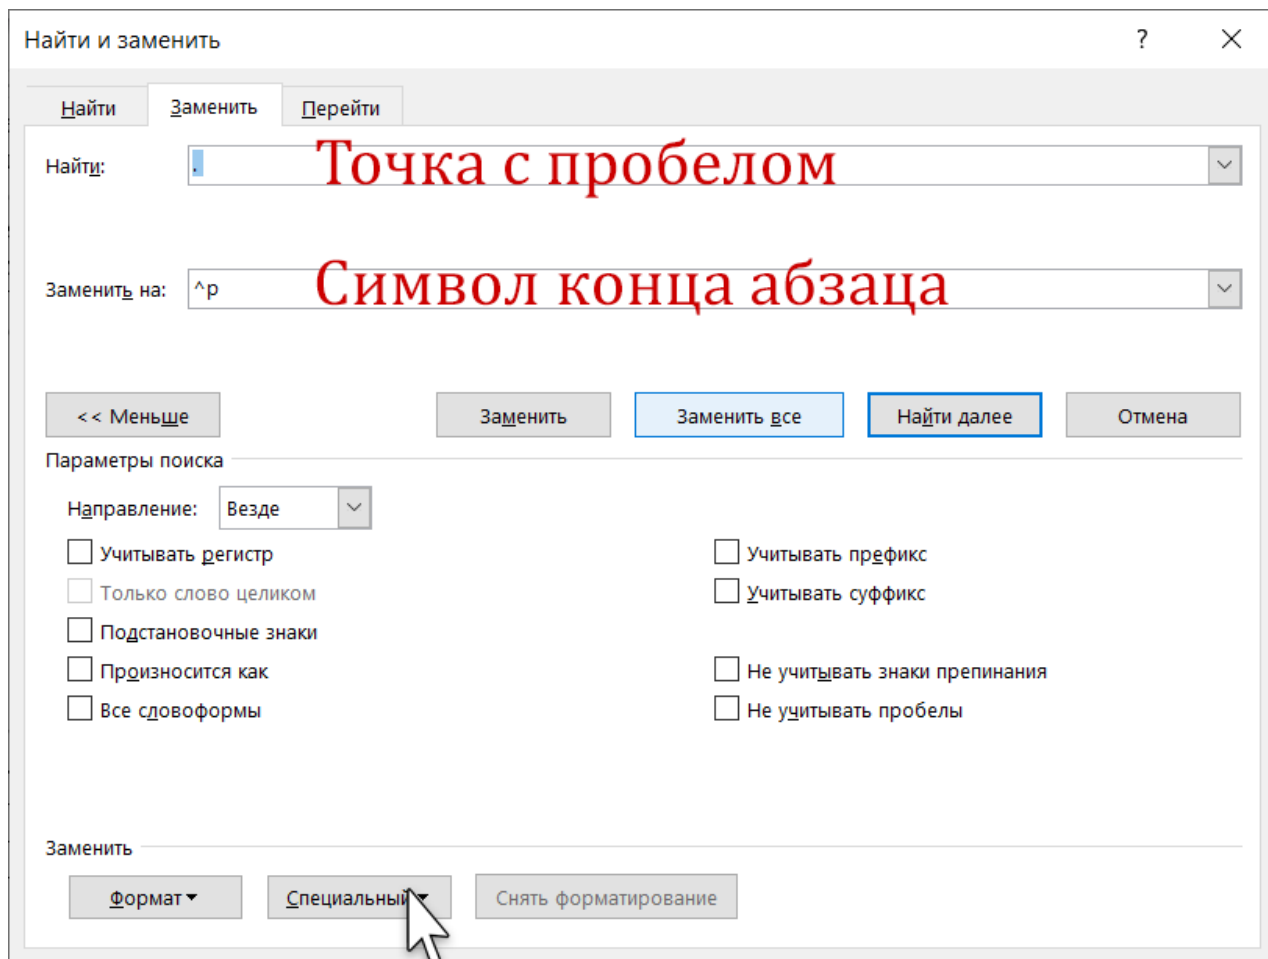 Найти и заменить ?
Найти Заменить Перейти
Найти: . Точка с пробелом
Заменить на: ^p Символ конца абзаца
<< Меньше Заменить Заменить все Найти далее Отмена
Параметры поиска
Направление: Везде
Учитывать регистр Учитывать префикс
Только слово целиком Учитывать суффикс
Подстановочные знаки
Произносится как Не учитывать знаки препинания
Все словоформы Не учитывать пробелы
Заменить
Формат Специальный Снять форматирование